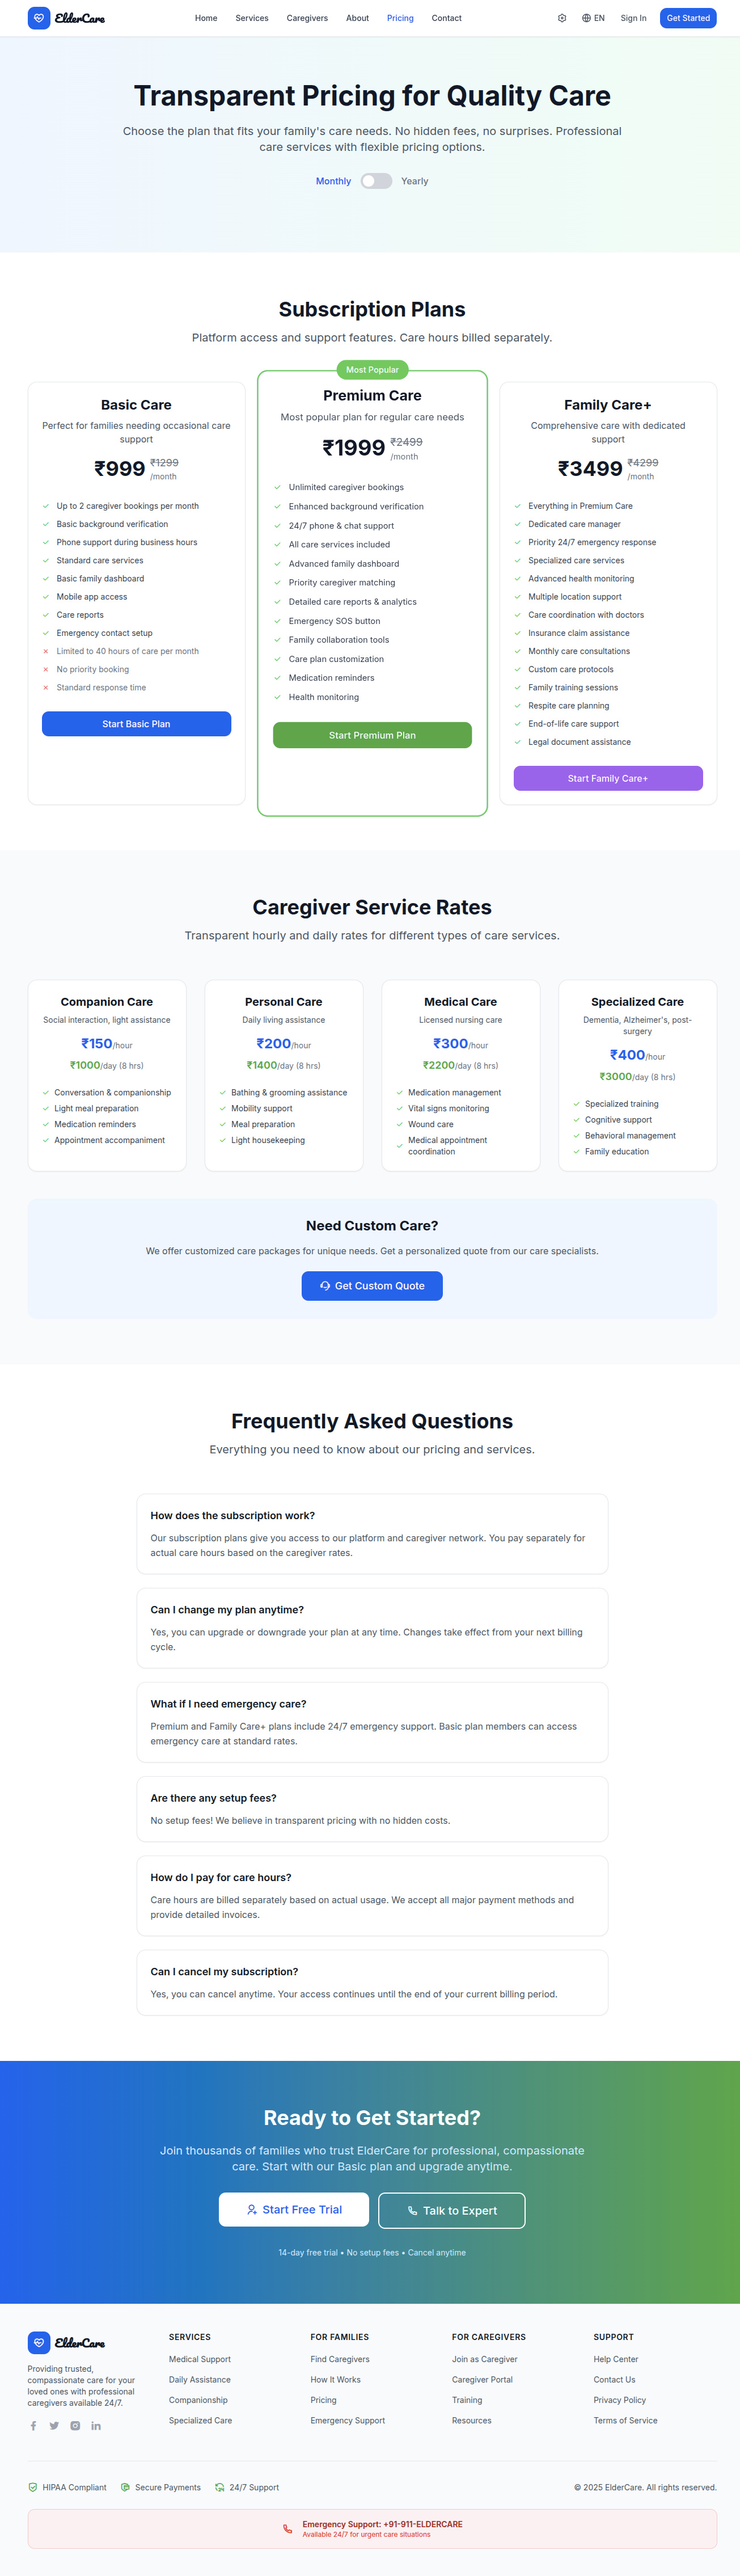 ElderCare
Home
Services
Caregivers
About
Pricing
Contact
EN
Sign In
Get Started
Transparent Pricing for Quality Care
Choose the plan that fits your family's care needs. No hidden fees, no surprises. Professional
care services with flexible pricing options.
Monthly
Yearly
Subscription Plans
Platform access and support features. Care hours billed separately.
Basic Care
Perfect for families needing occasional care
support
₹999 ₹1299
/month
Up to 2 caregiver bookings per month
Basic background verification
Phone support during business hours
Standard care services
Basic family dashboard
Mobile app access
Care reports
Emergency contact setup
Limited to 40 hours of care per month
No priority booking
Standard response time
Start Basic Plan
Most Popular
Premium Care
Most popular plan for regular care needs
₹1999 ₹2499
/month
Unlimited caregiver bookings
Enhanced background verification
24/7 phone & chat support
All care services included
Advanced family dashboard
Priority caregiver matching
Detailed care reports & analytics
Emergency SOS button
Family collaboration tools
Care plan customization
Medication reminders
Health monitoring
Start Premium Plan
Family Care+
Comprehensive care with dedicated
support
₹3499 ₹4299
/month
Everything in Premium Care
Dedicated care manager
Priority 24/7 emergency response
Specialized care services
Advanced health monitoring
Multiple location support
Care coordination with doctors
Insurance claim assistance
Monthly care consultations
Custom care protocols
Family training sessions
Respite care planning
End-of-life care support
Legal document assistance
Start Family Care+
Caregiver Service Rates
Transparent hourly and daily rates for different types of care services.
Companion Care
Social interaction, light assistance
₹150/hour
₹1000/day (8 hrs)
Conversation & companionship
Light meal preparation
Medication reminders
Appointment accompaniment
Personal Care
Daily living assistance
₹200/hour
₹1400/day (8 hrs)
Bathing & grooming assistance
Mobility support
Meal preparation
Light housekeeping
Medical Care
Licensed nursing care
₹300/hour
₹2200/day (8 hrs)
Medication management
Vital signs monitoring
Wound care
Medical appointment
coordination
Specialized Care
Dementia, Alzheimer's, post-
surgery
₹400/hour
₹3000/day (8 hrs)
Specialized training
Cognitive support
Behavioral management
Family education
Need Custom Care?
We offer customized care packages for unique needs. Get a personalized quote from our care specialists.
Get Custom Quote
Frequently Asked Questions
Everything you need to know about our pricing and services.
How does the subscription work?
Our subscription plans give you access to our platform and caregiver network. You pay separately for
actual care hours based on the caregiver rates.
Can I change my plan anytime?
Yes, you can upgrade or downgrade your plan at any time. Changes take effect from your next billing
cycle.
What if I need emergency care?
Premium and Family Care+ plans include 24/7 emergency support. Basic plan members can access
emergency care at standard rates.
Are there any setup fees?
No setup fees! We believe in transparent pricing with no hidden costs.
How do I pay for care hours?
Care hours are billed separately based on actual usage. We accept all major payment methods and
provide detailed invoices.
Can I cancel my subscription?
Yes, you can cancel anytime. Your access continues until the end of your current billing period.
Ready to Get Started?
Join thousands of families who trust ElderCare for professional, compassionate
care. Start with our Basic plan and upgrade anytime.
Start Free Trial
Talk to Expert
14-day free trial • No setup fees • Cancel anytime
ElderCare
Providing trusted,
compassionate care for your
loved ones with professional
caregivers available 24/7.
SERVICES
Medical Support
Daily Assistance
Companionship
Specialized Care
FOR FAMILIES
Find Caregivers
How It Works
Pricing
Emergency Support
FOR CAREGIVERS
Join as Caregiver
Caregiver Portal
Training
Resources
SUPPORT
Help Center
Contact Us
Privacy Policy
Terms of Service
HIPAA Compliant
Secure Payments
24/7 Support
© 2025 ElderCare. All rights reserved.
Emergency Support: +91-911-ELDERCARE
Available 24/7 for urgent care situations